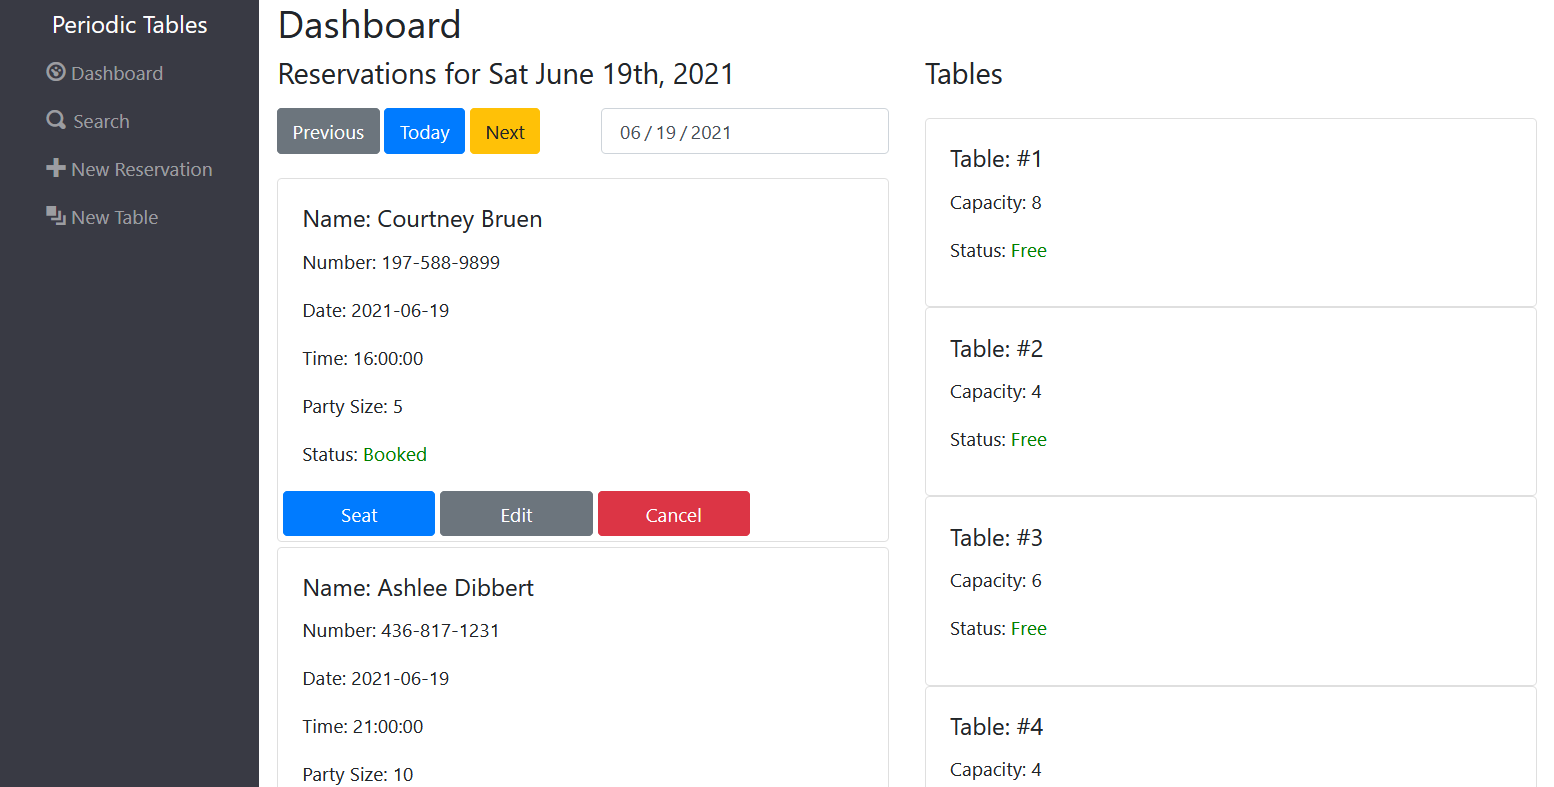 Periodic Tables
Dashboard
Search
New Reservation
New Table
Dashboard
Reservations for Sat June 19th, 2021
Previous Today Next 06 / 19 / 2021
Name: Courtney Bruen
Number: 197-588-9899
Date: 2021-06-19
Time: 16:00:00
Party Size: 5
Status: Booked
Seat Edit Cancel
Name: Ashlee Dibbert
Number: 436-817-1231
Date: 2021-06-19
Time: 21:00:00
Party Size: 10
Tables
Table: #1
Capacity: 8
Status: Free
Table: #2
Capacity: 4
Status: Free
Table: #3
Capacity: 6
Status: Free
Table: #4
Capacity: 4